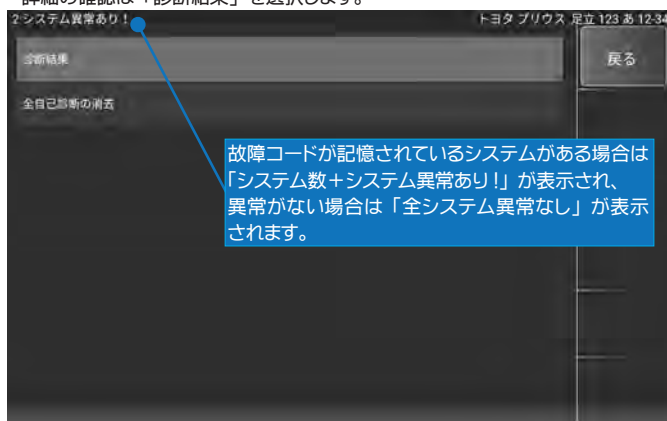 詳細の確認は「診断結果」を選択します。
2システム異常あり！
トヨタ プリウス 足立 123 あ 12-34
診断結果
戻る
全自己診断の消去
故障コードが記憶されているシステムがある場合は
「システム数＋システム異常あり！」が表示され、
異常がない場合は「全システム異常なし」が表示
されます。